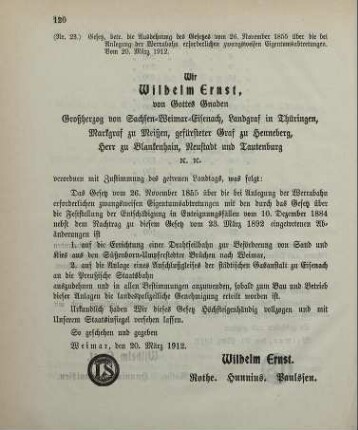 120
(Nr. 23.) Gesetz, betr. die Ausdehnung des Gesetzes vom 26. November 1855 über die bei
Anlegung der Werrabahn erforderlichen zwangsweisen Eigentumsabtretungen.
Vom 20. März 1912.
Wir
Wilhelm Ernst,
von Gottes Gnaden
Großherzog von Sachsen-Weimar-Eisenach, Landgraf in Thüringen,
Markgraf zu Meißen, gefürsteter Graf zu Henneberg,
Herr zu Blankenhain, Neustadt und Tautenburg
ꝛc. ꝛc.
verordnen mit Zustimmung des getreuen Landtags, was folgt:
Das Gesetz vom 26. November 1855 über die bei Anlegung der Werrabahn
erforderlichen zwangsweisen Eigentumsabtretungen mit den durch das Gesetz über
die Feststellung der Entschädigung in Enteignungsfällen vom 10. Dezember 1884
nebst dem Nachtrag zu diesem Gesetz vom 23. März 1892 eingetretenen Ab-
änderungen ist
1. auf die Errichtung einer Drahtseilbahn zur Beförderung von Sand und
Kies aus den Süßenborn-Umpferstedter Brüchen nach Weimar,
2. auf die Anlage eines Anschlußgleises der städtischen Gasanstalt zu Eisenach
an die Preußische Staatsbahn
auszudehnen und in allen Bestimmungen anzuwenden, sobald zum Bau und Betrieb
dieser Anlagen die landespolizeiliche Genehmigung erteilt worden ist.
Urkundlich haben Wir dieses Gesetz Höchsteigenhändig vollzogen und mit
Unserem Staatsinsiegel versehen lassen.
So geschehen und gegeben
Weimar, den 20. März 1912.
Wilhelm Ernst.
LS
Rothe. Hunnius. Paulssen.